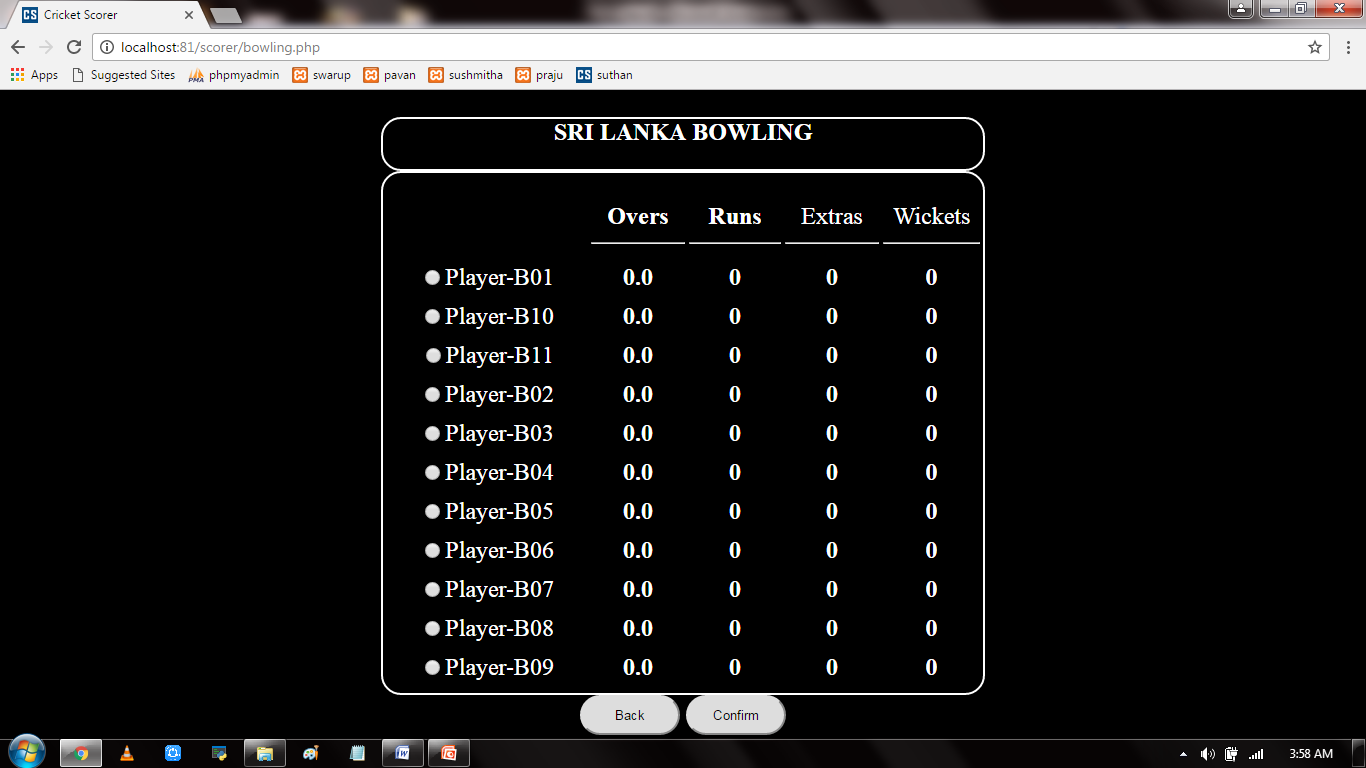 CS Cricket Scorer
localhost:81/scorer/bowling.php
Apps Suggested Sites PMA phpmyadmin swarup pavan sushmitha praju CS suthan
SRI LANKA BOWLING
Overs Runs Extras Wickets
Player-B01 0.0 0 0 0
Player-B10 0.0 0 0 0
Player-B11 0.0 0 0 0
Player-B02 0.0 0 0 0
Player-B03 0.0 0 0 0
Player-B04 0.0 0 0 0
Player-B05 0.0 0 0 0
Player-B06 0.0 0 0 0
Player-B07 0.0 0 0 0
Player-B08 0.0 0 0 0
Player-B09 0.0 0 0 0
Back Confirm
3:58 AM